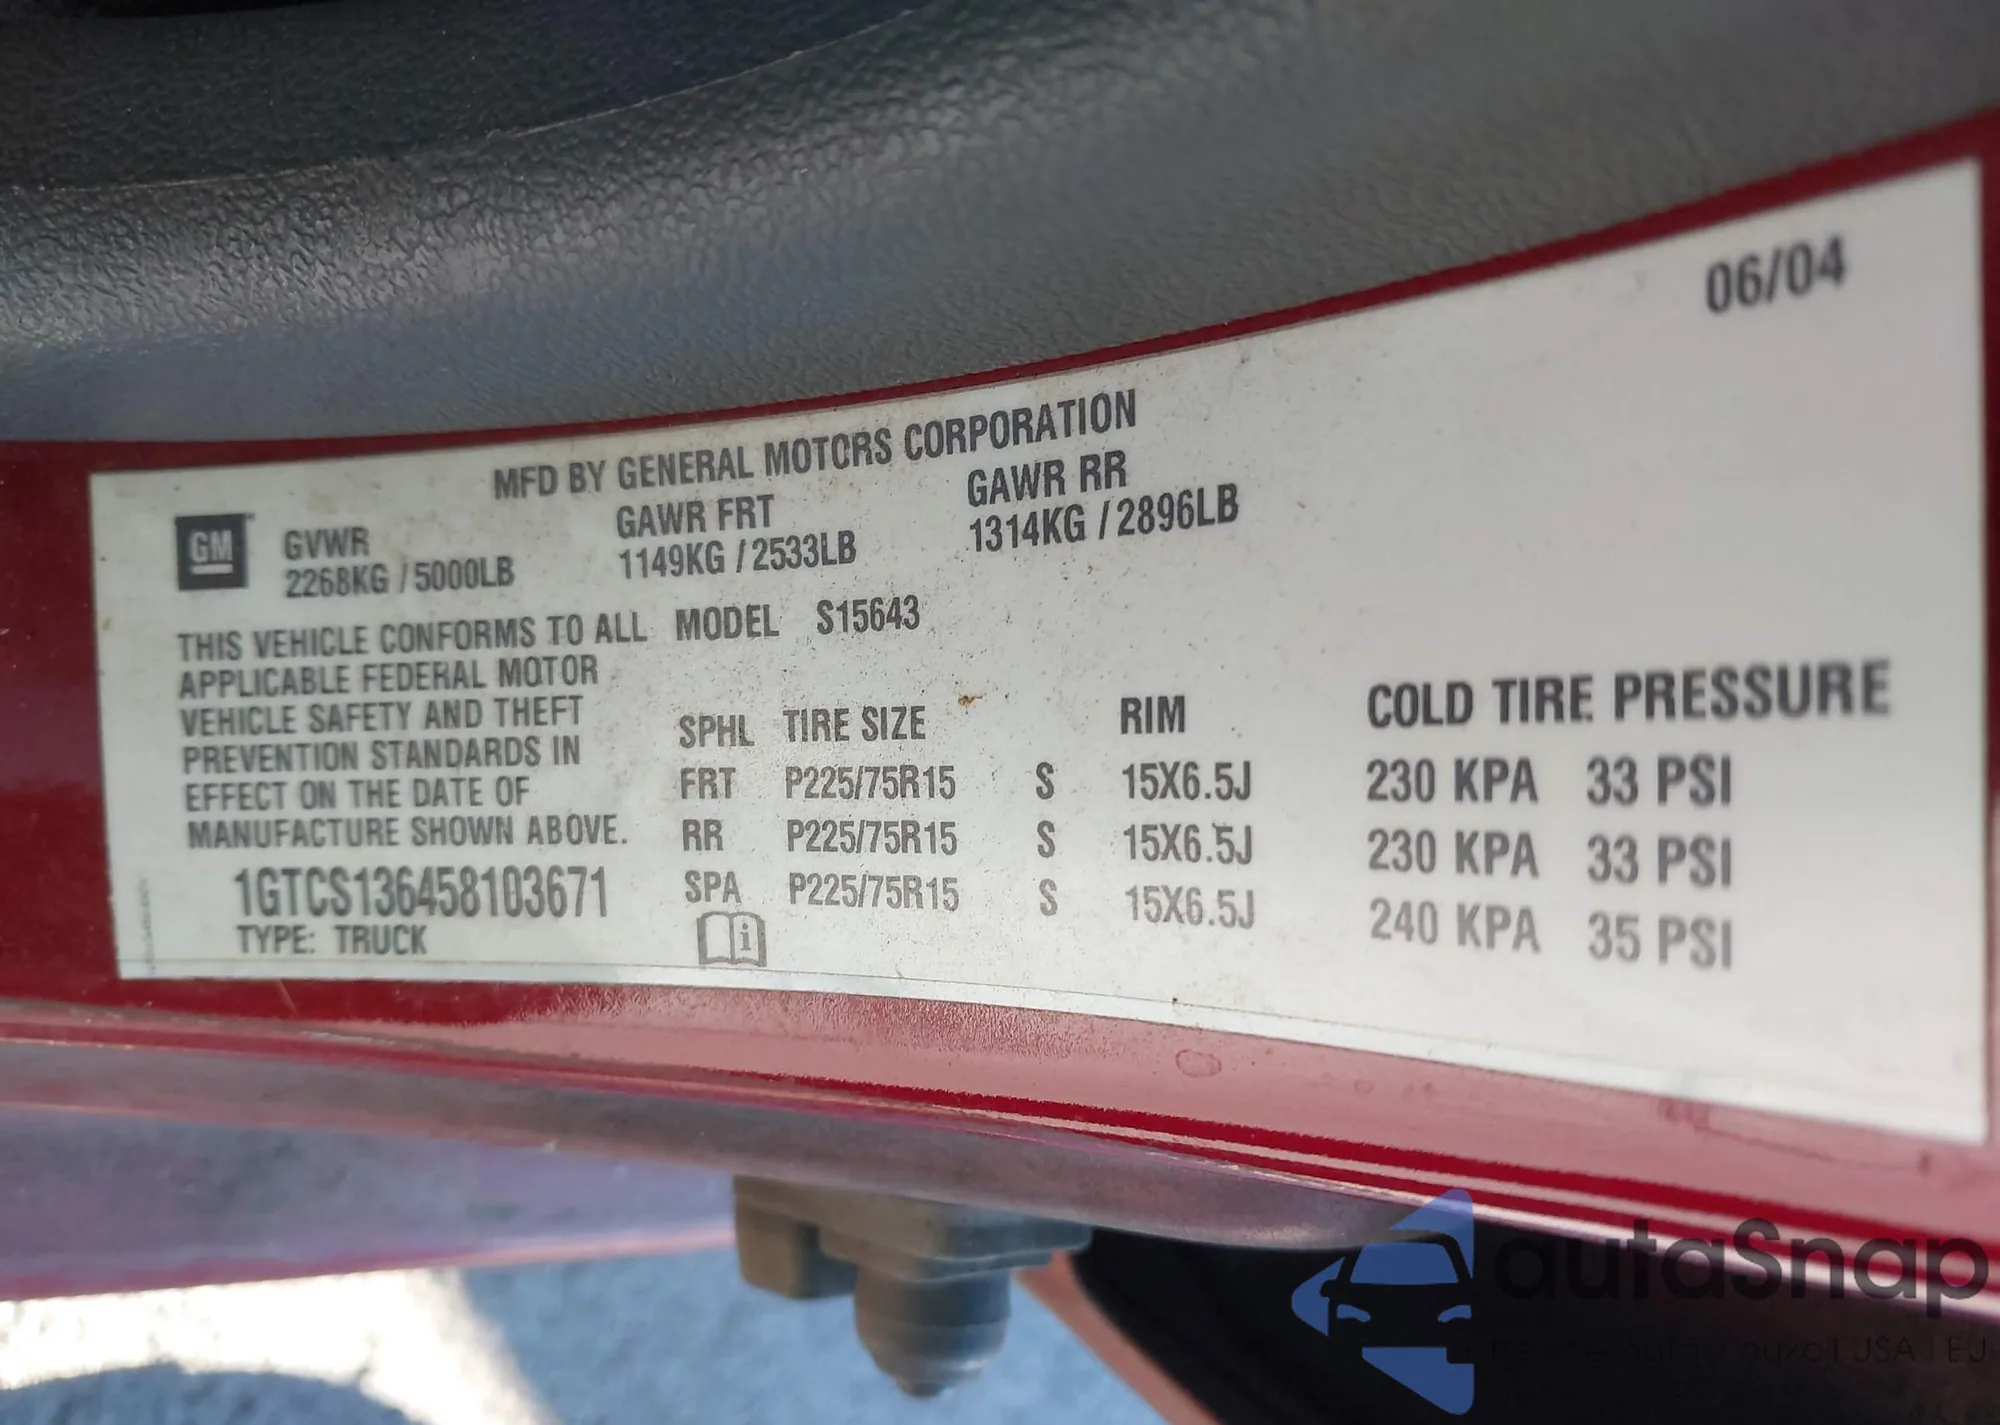 06/04
MFD BY GENERAL MOTORS CORPORATION
GM GVWR GAWR FRT GAWR RR
2268KG / 5000LB 1149KG / 2533LB 1314KG / 2896LB
THIS VEHICLE CONFORMS TO ALL MODEL S15643
APPLICABLE FEDERAL MOTOR
VEHICLE SAFETY AND THEFT
PREVENTION STANDARDS IN
EFFECT ON THE DATE OF
MANUFACTURE SHOWN ABOVE.
1GTCS136458103671
TYPE: TRUCK
SPHL TIRE SIZE RIM COLD TIRE PRESSURE
FRT P225/75R15 S 15X6.5J 230 KPA 33 PSI
RR P225/75R15 S 15X6.5J 230 KPA 33 PSI
SPA P225/75R15 S 15X6.5J 240 KPA 35 PSI
i
autaSnap
USA I EU